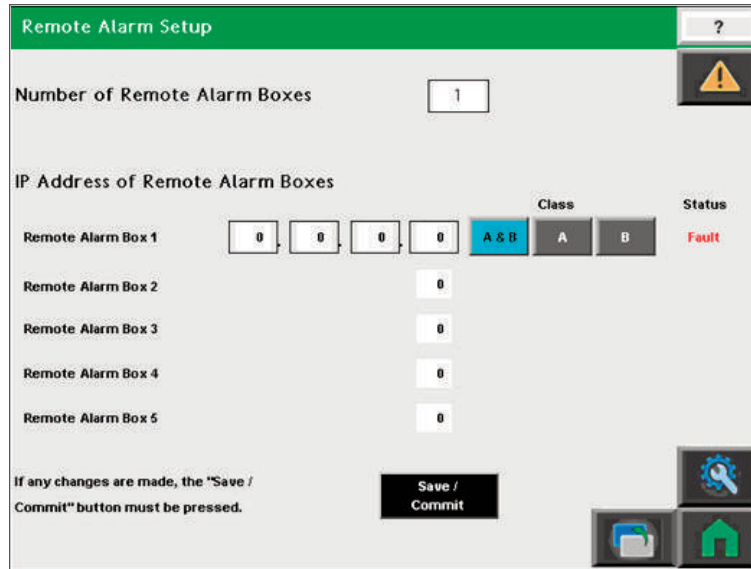 Remote Alarm Setup
?
Number of Remote Alarm Boxes
1
IP Address of Remote Alarm Boxes
Class
Status
Remote Alarm Box 1
0 . 0 . 0 . 0
A & B
A
B
Fault
Remote Alarm Box 2
0
Remote Alarm Box 3
0
Remote Alarm Box 4
0
Remote Alarm Box 5
0
If any changes are made, the "Save /
Commit" button must be pressed.
Save /
Commit